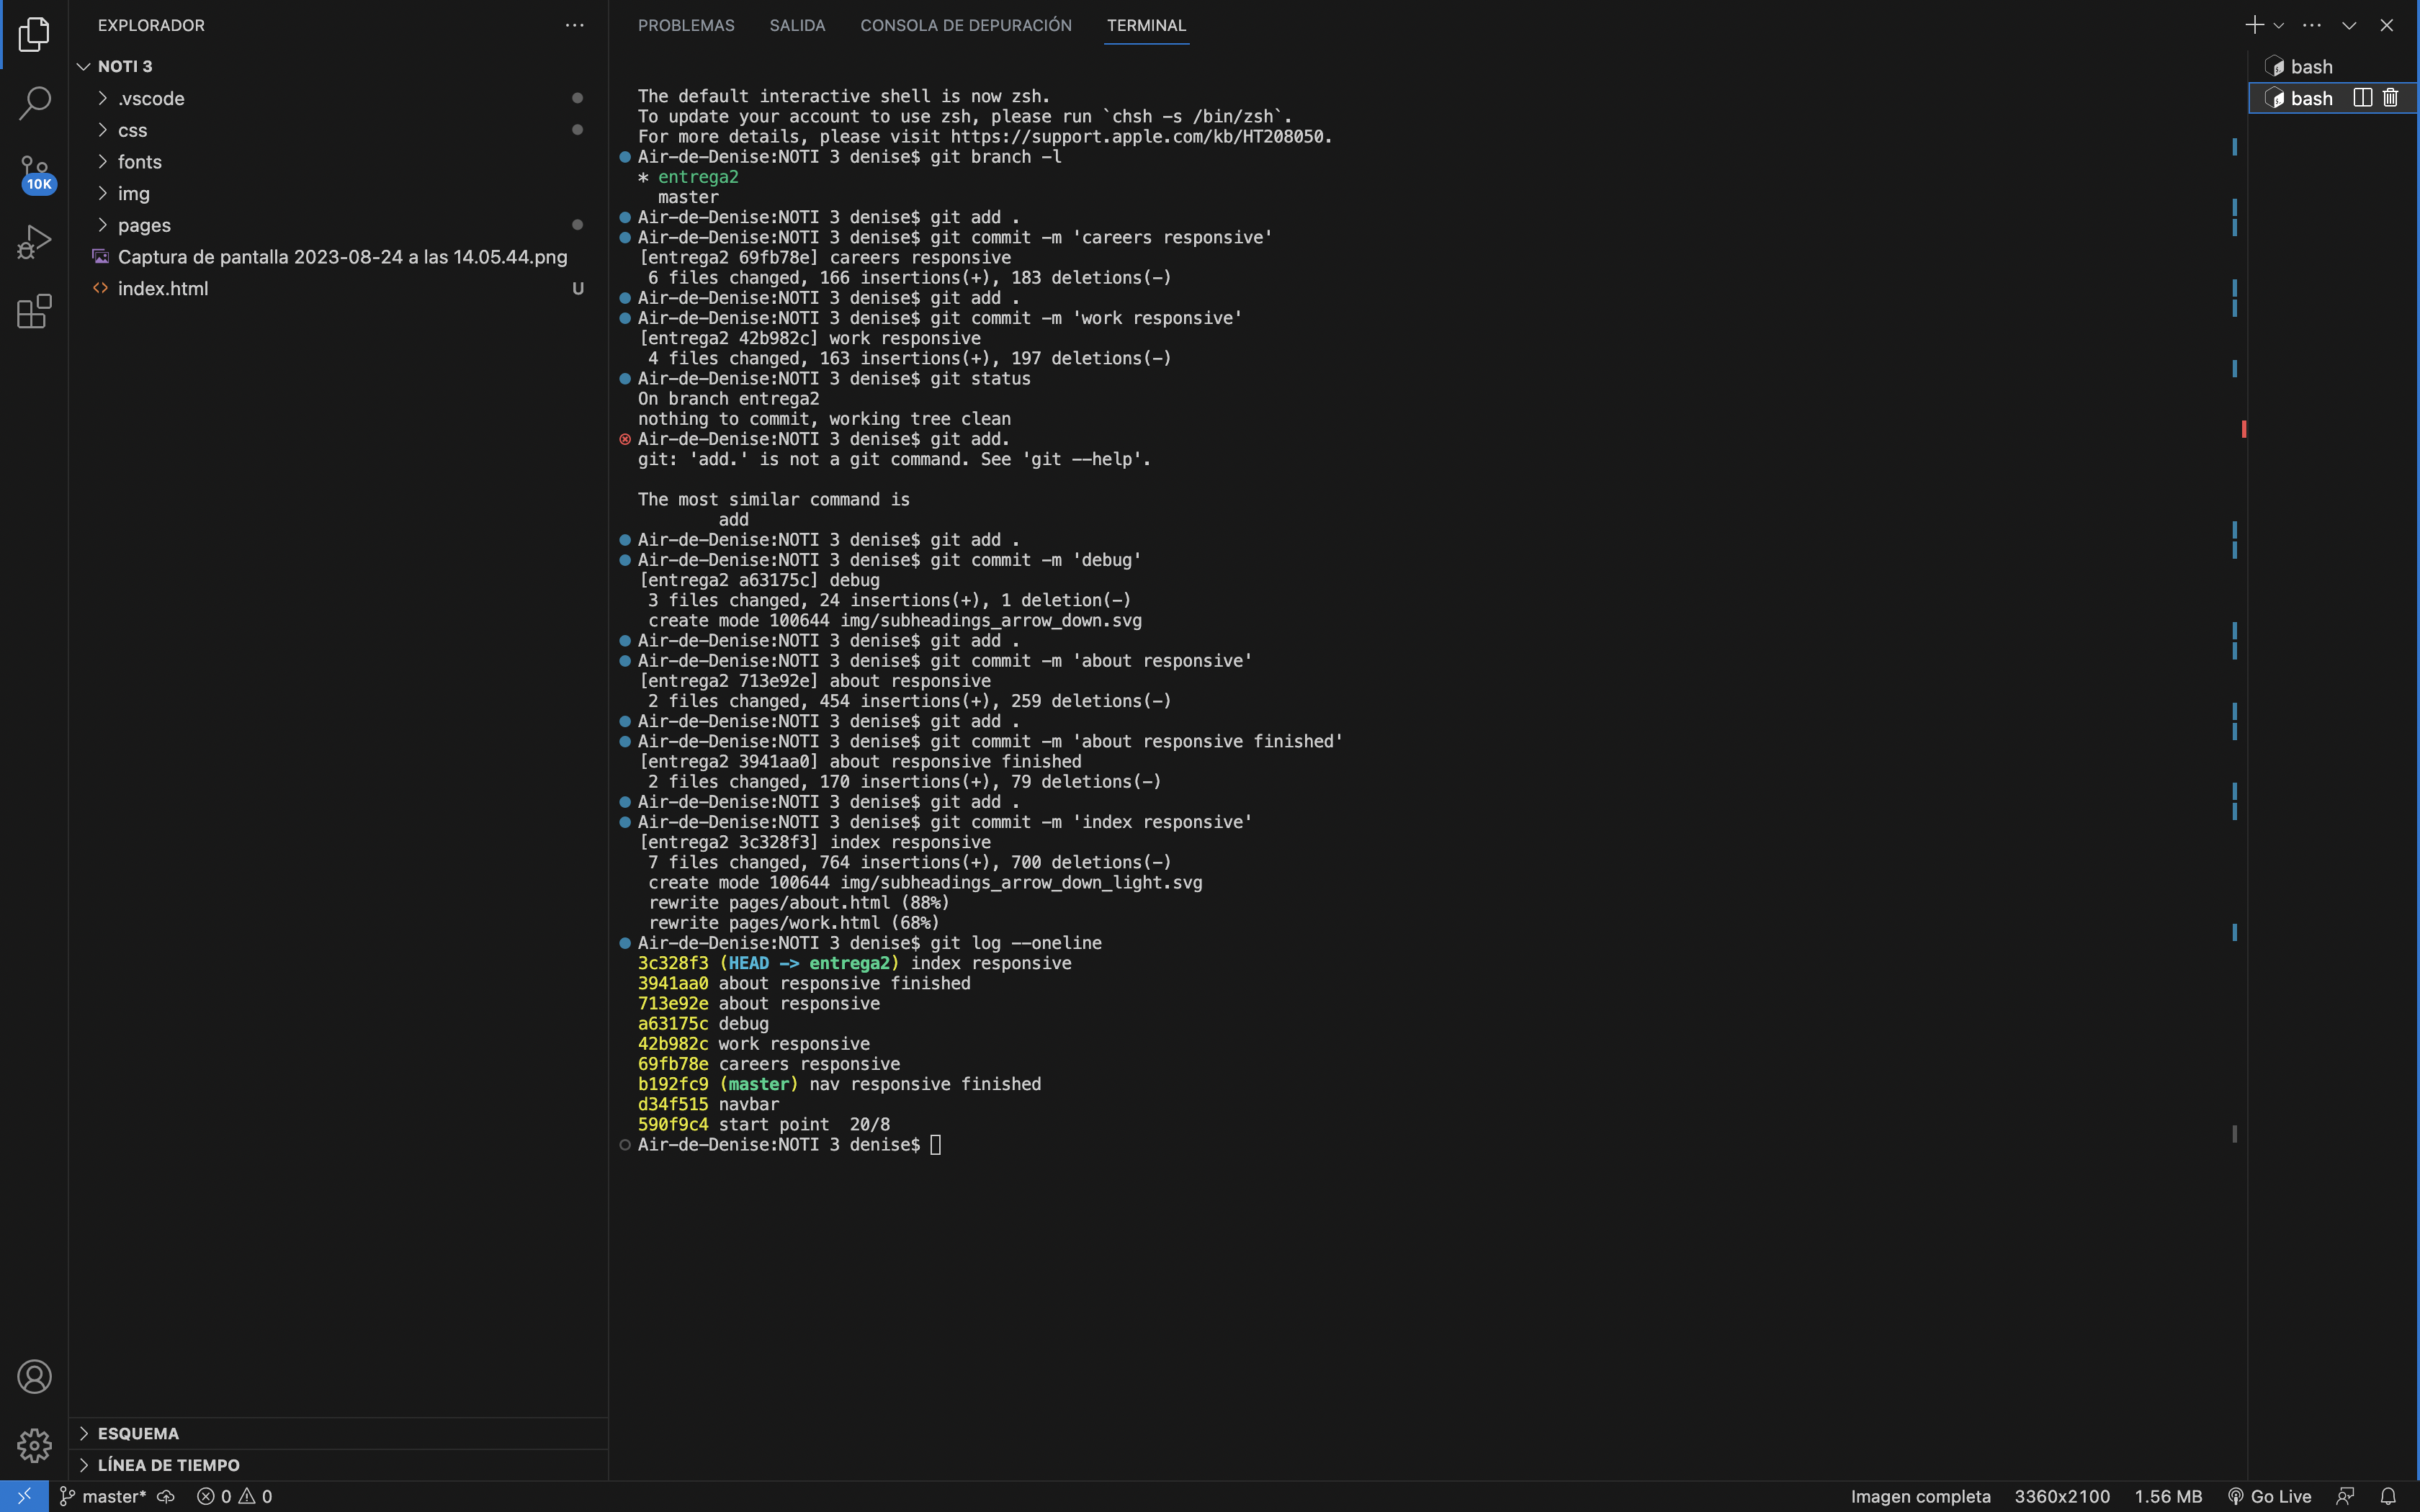 EXPLORADOR
NOTI 3
.vscode
css
fonts
img
pages
Captura de pantalla 2023-08-24 a las 14.05.44.png
index.html U
10K
ESQUEMA
LÍNEA DE TIEMPO
PROBLEMAS SALIDA CONSOLA DE DEPURACIÓN TERMINAL
The default interactive shell is now zsh.
To update your account to use zsh, please run `chsh -s /bin/zsh`.
For more details, please visit https://support.apple.com/kb/HT208050.
Air-de-Denise:NOTI 3 denise$ git branch -l
* entrega2
master
Air-de-Denise:NOTI 3 denise$ git add .
Air-de-Denise:NOTI 3 denise$ git commit -m 'careers responsive'
[entrega2 69fb78e] careers responsive
6 files changed, 166 insertions(+), 183 deletions(-)
Air-de-Denise:NOTI 3 denise$ git add .
Air-de-Denise:NOTI 3 denise$ git commit -m 'work responsive'
[entrega2 42b982c] work responsive
4 files changed, 163 insertions(+), 197 deletions(-)
Air-de-Denise:NOTI 3 denise$ git status
On branch entrega2
nothing to commit, working tree clean
Air-de-Denise:NOTI 3 denise$ git add.
git: 'add.' is not a git command. See 'git --help'.
The most similar command is
add
Air-de-Denise:NOTI 3 denise$ git add .
Air-de-Denise:NOTI 3 denise$ git commit -m 'debug'
[entrega2 a63175c] debug
3 files changed, 24 insertions(+), 1 deletion(-)
create mode 100644 img/subheadings_arrow_down.svg
Air-de-Denise:NOTI 3 denise$ git add .
Air-de-Denise:NOTI 3 denise$ git commit -m 'about responsive'
[entrega2 713e92e] about responsive
2 files changed, 454 insertions(+), 259 deletions(-)
Air-de-Denise:NOTI 3 denise$ git add .
Air-de-Denise:NOTI 3 denise$ git commit -m 'about responsive finished'
[entrega2 3941aa0] about responsive finished
2 files changed, 170 insertions(+), 79 deletions(-)
Air-de-Denise:NOTI 3 denise$ git add .
Air-de-Denise:NOTI 3 denise$ git commit -m 'index responsive'
[entrega2 3c328f3] index responsive
7 files changed, 764 insertions(+), 700 deletions(-)
create mode 100644 img/subheadings_arrow_down_light.svg
rewrite pages/about.html (88%)
rewrite pages/work.html (68%)
Air-de-Denise:NOTI 3 denise$ git log --oneline
3c328f3 (HEAD -> entrega2) index responsive
3941aa0 about responsive finished
713e92e about responsive
a63175c debug
42b982c work responsive
69fb78e careers responsive
b192fc9 (master) nav responsive finished
d34f515 navbar
590f9c4 start point  20/8
Air-de-Denise:NOTI 3 denise$
bash
bash
master* 0 0 Imagen completa 3360x2100 1.56 MB Go Live